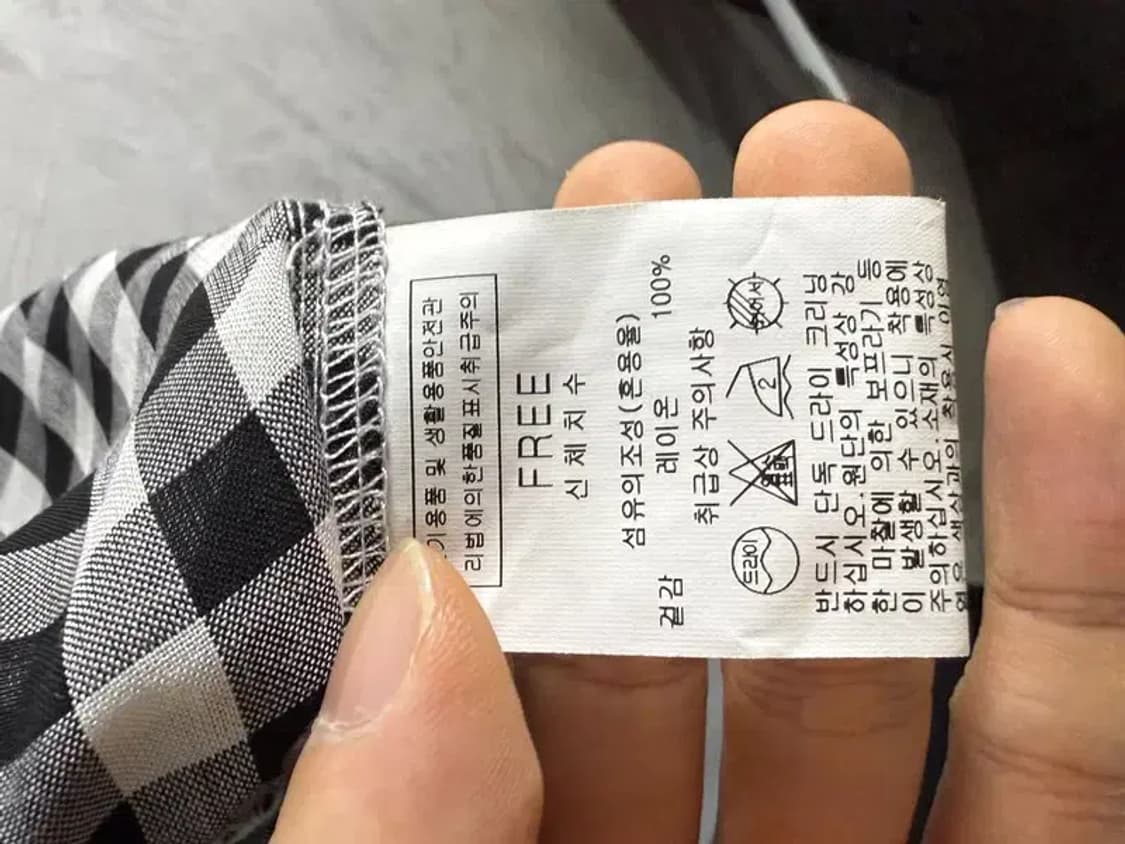 기용품 및 생활용품안전관
리법에의한품질표시취급주의
FREE
신체치수
섬유의조성(혼용율)
겉감 레이온 100%
취급상 주의사항
드라이 2
반드시 단독 드라이 크리닝
하십시오.원단의 특성상 강
한 마찰에 의한 보프라기 등
이 발생할 수 있으니 착용에
주의하십시오.소재의 특성상
착용시 이염